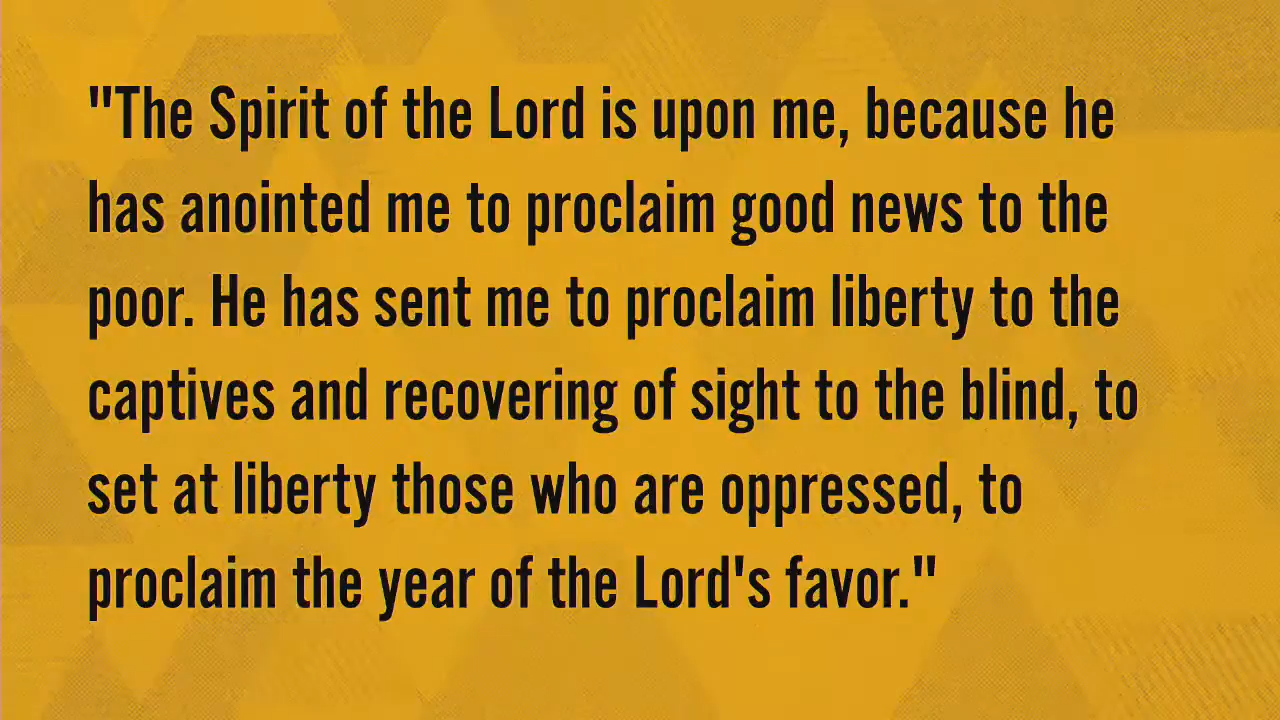 "The Spirit of the Lord is upon me, because he
has anointed me to proclaim good news to the
poor. He has sent me to proclaim liberty to the
captives and recovering of sight to the blind, to
set at liberty those who are oppressed, to
proclaim the year of the Lord's favor."